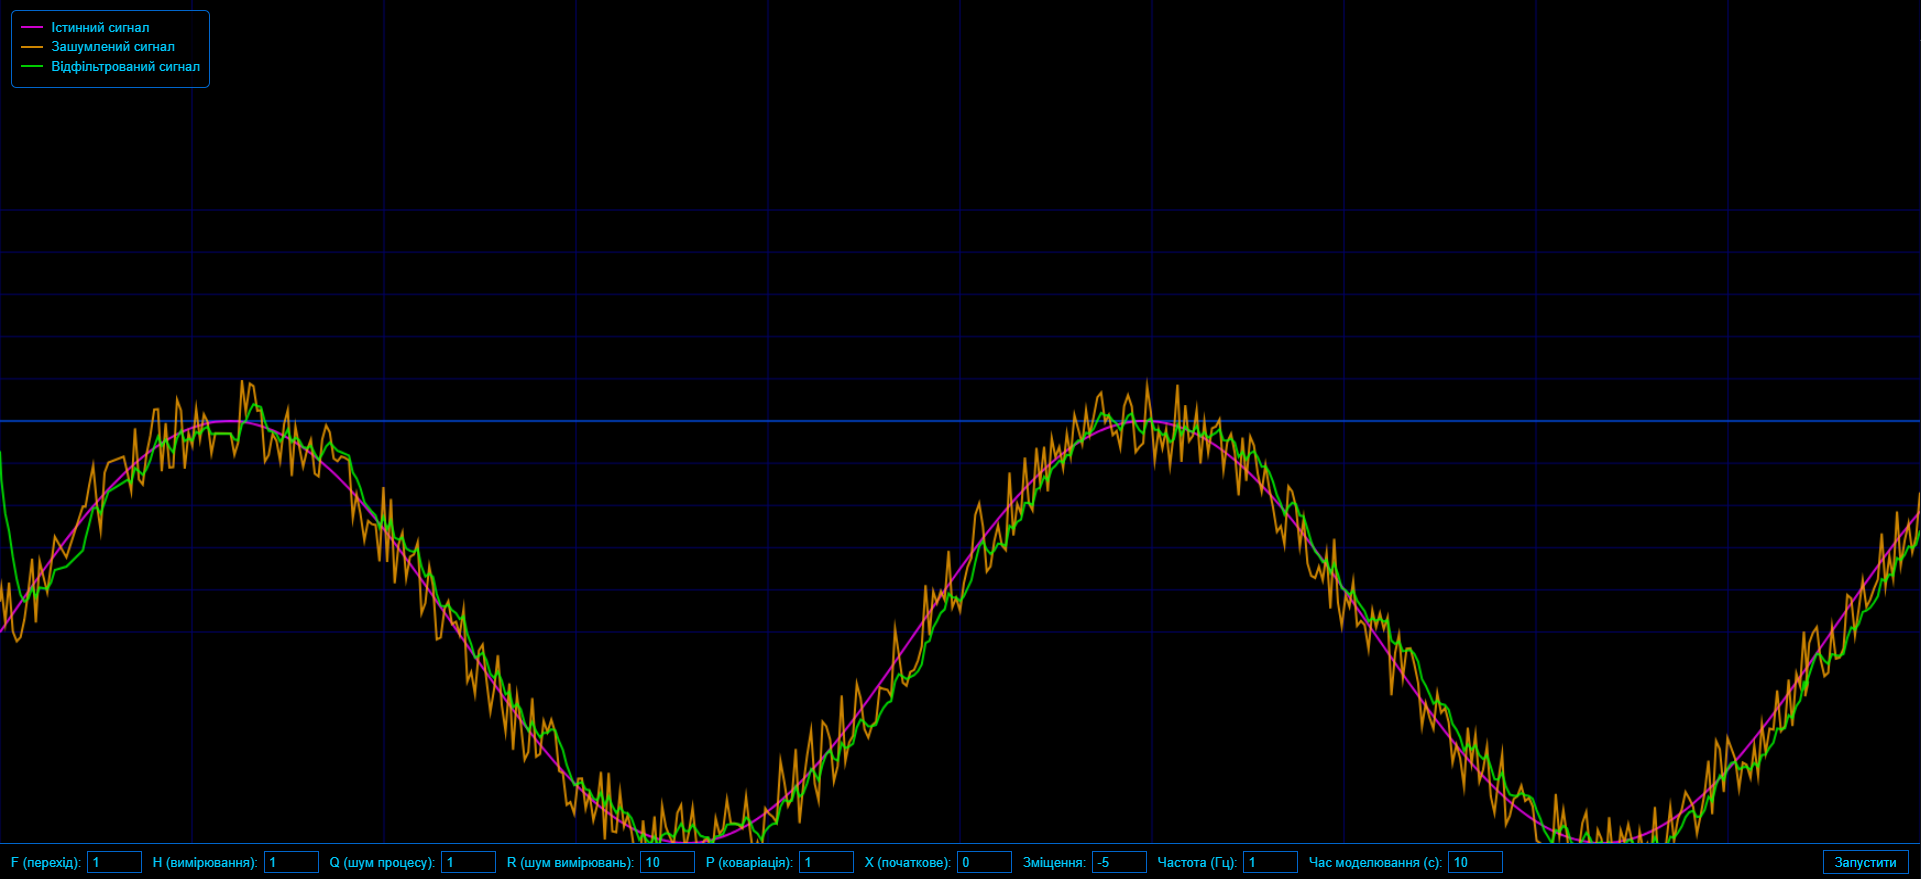 Істинний сигнал
Зашумлений сигнал
Відфільтрований сигнал
F (перехід): 1 H (вимірювання): 1 Q (шум процесу): 1 R (шум вимірювань): 10 P (коваріація): 1 X (початкове): 0 Зміщення: -5 Частота (Гц): 1 Час моделювання (с): 10 Запустити